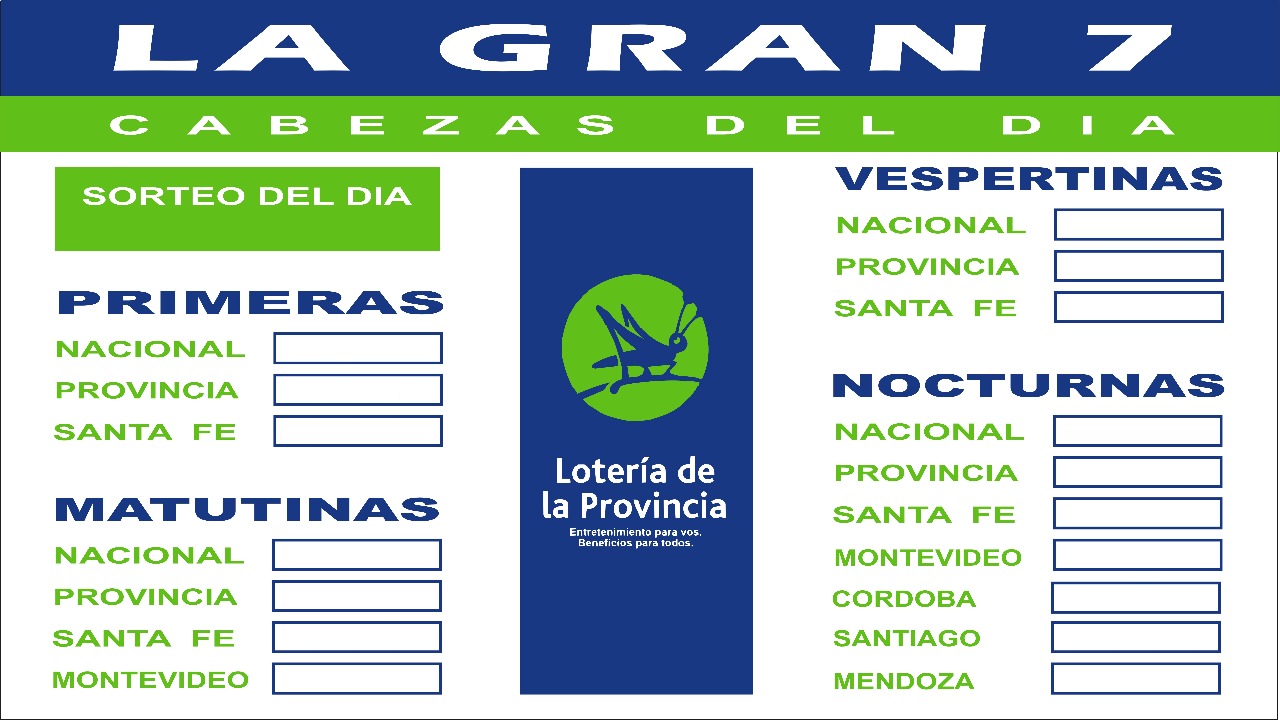 LA GRAN 7
CABEZAS DEL DIA
SORTEO DEL DIA
PRIMERAS
NACIONAL
PROVINCIA
SANTA FE
MATUTINAS
NACIONAL
PROVINCIA
SANTA FE
MONTEVIDEO
Lotería de
la Provincia
Entretenimiento para vos.
Beneficios para todos.
VESPERTINAS
NACIONAL
PROVINCIA
SANTA FE
NOCTURNAS
NACIONAL
PROVINCIA
SANTA FE
MONTEVIDEO
CORDOBA
SANTIAGO
MENDOZA